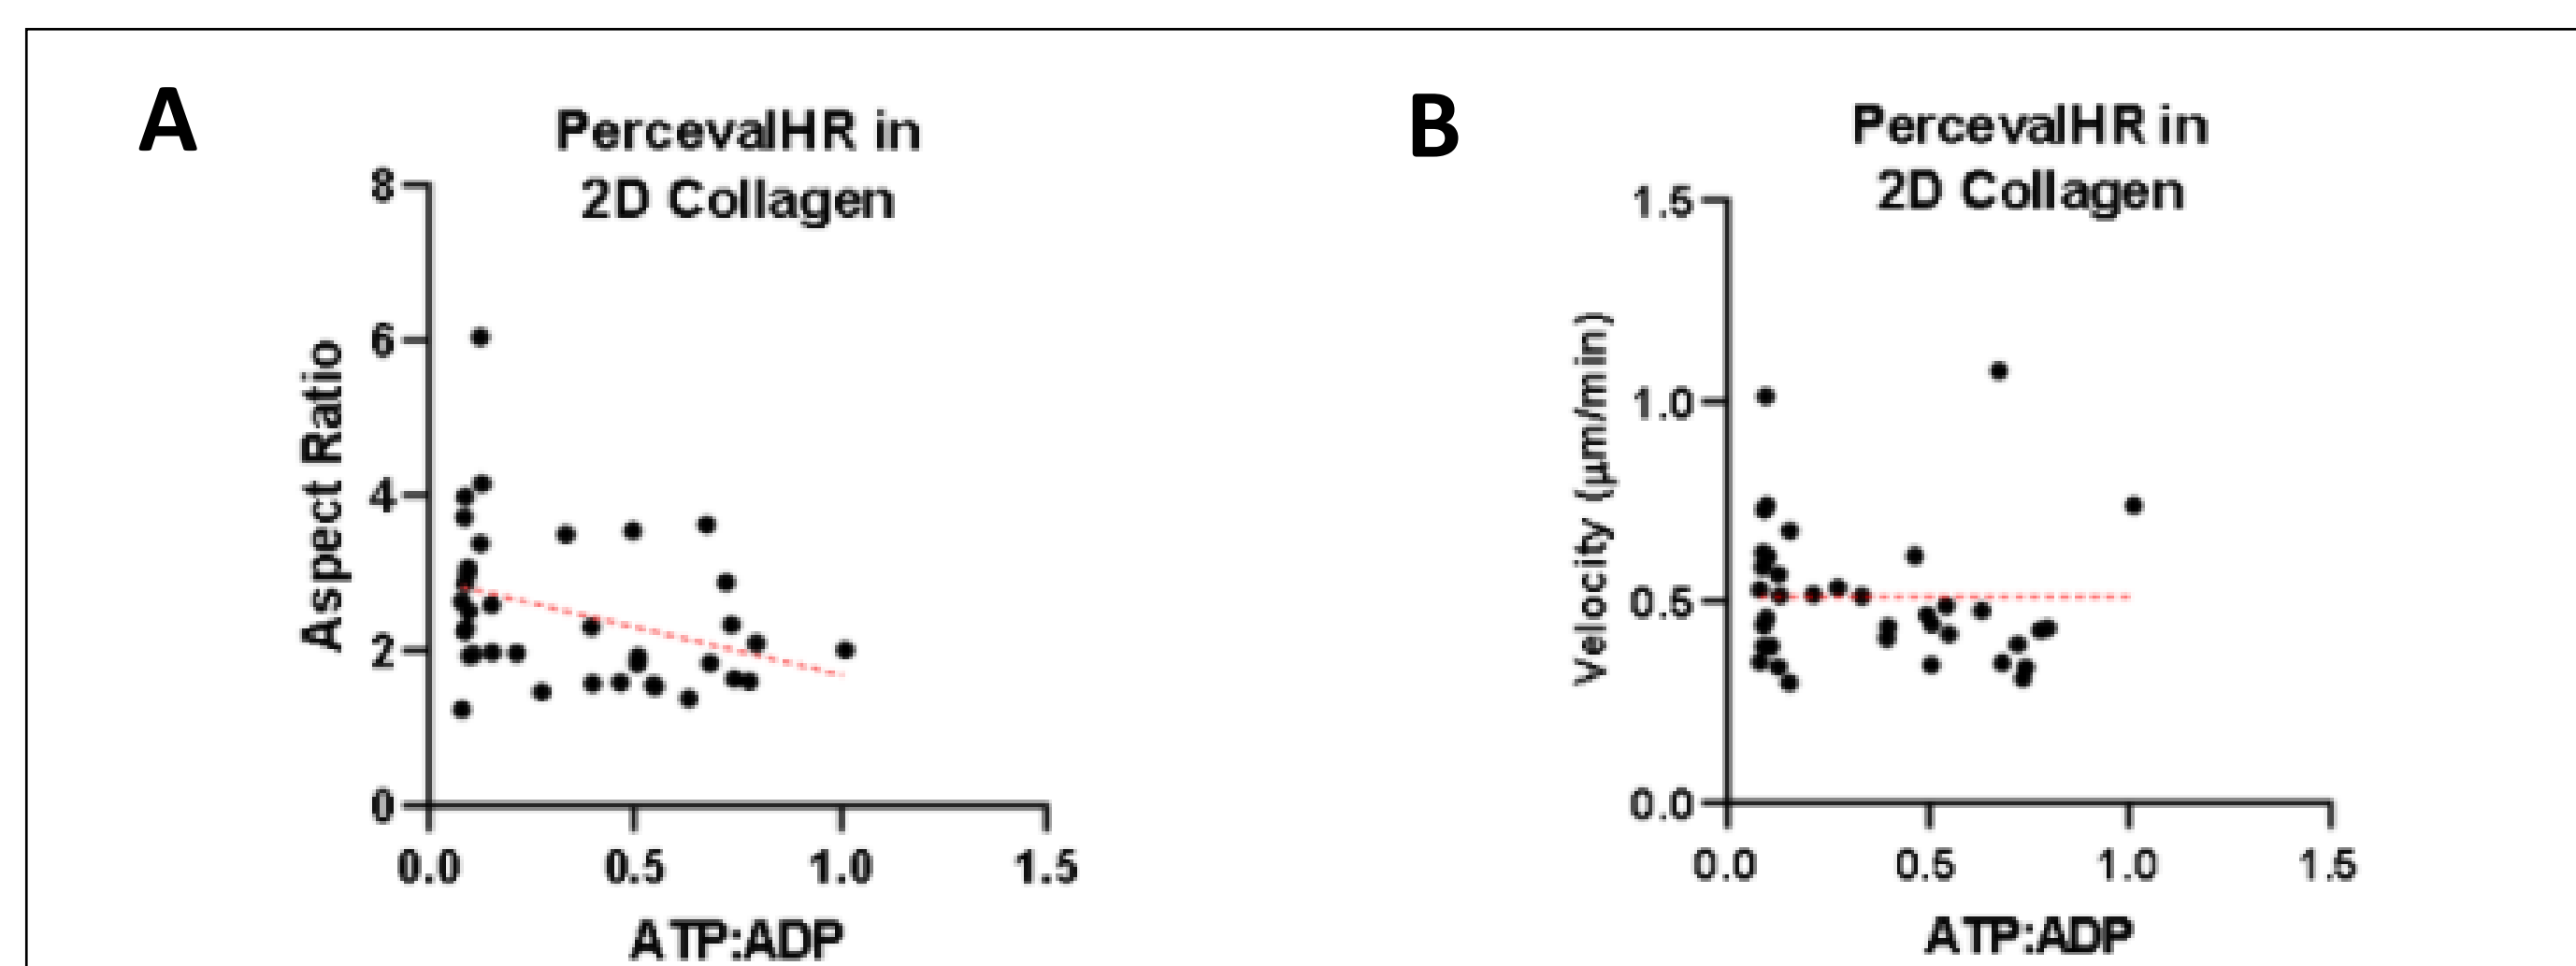 A
PercevalHR in
2D Collagen
8
6
4
2
0
Aspect Ratio
0.0 0.5 1.0 1.5
ATP:ADP
B
PercevalHR in
2D Collagen
1.5
1.0
0.5
0.0
Velocity (µm/min)
0.0 0.5 1.0 1.5
ATP:ADP